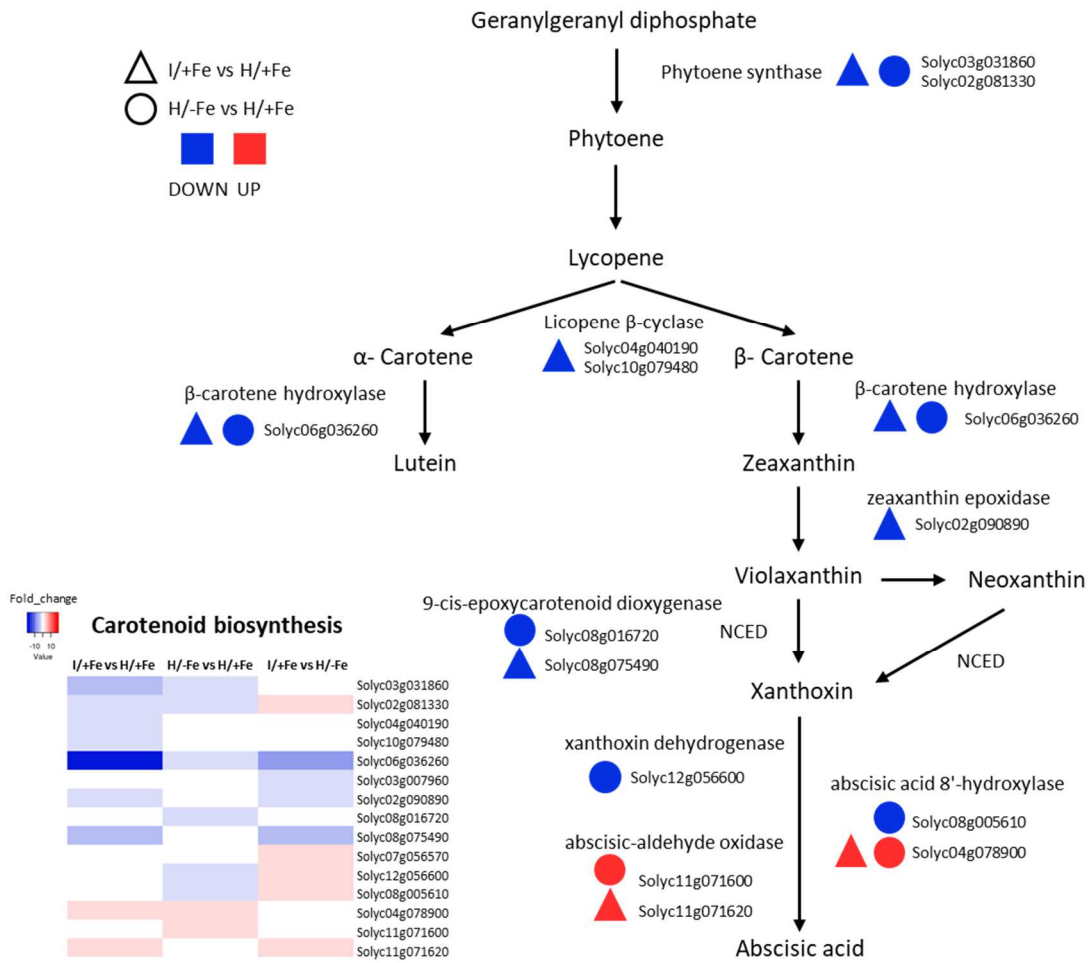 Geranylgeranyl diphosphate
I/+Fe vs H/+Fe
H/-Fe vs H/+Fe
DOWN UP
Phytoene synthase
Solyc03g031860
Solyc02g081330
Phytoene
Lycopene
Licopene β-cyclase
Solyc04g040190
Solyc10g079480
α- Carotene
β- Carotene
β-carotene hydroxylase
Solyc06g036260
β-carotene hydroxylase
Solyc06g036260
Lutein
Zeaxanthin
zeaxanthin epoxidase
Solyc02g090890
Violaxanthin
Neoxanthin
9-cis-epoxycarotenoid dioxygenase
Solyc08g016720
Solyc08g075490
NCED
NCED
Xanthoxin
xanthoxin dehydrogenase
Solyc12g056600
abscisic acid 8'-hydroxylase
Solyc08g005610
Solyc04g078900
abscisic-aldehyde oxidase
Solyc11g071600
Solyc11g071620
Abscisic acid
Fold_change
-10 10
Value
Carotenoid biosynthesis
I/+Fe vs H/+Fe H/-Fe vs H/+Fe I/+Fe vs H/-Fe
Solyc03g031860
Solyc02g081330
Solyc04g040190
Solyc10g079480
Solyc06g036260
Solyc03g007960
Solyc02g090890
Solyc08g016720
Solyc08g075490
Solyc07g056570
Solyc12g056600
Solyc08g005610
Solyc04g078900
Solyc11g071600
Solyc11g071620